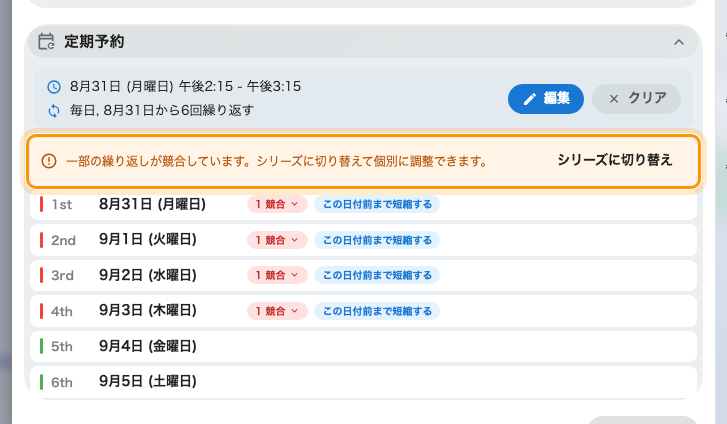 定期予約
8月31日 (月曜日) 午後2:15 - 午後3:15
毎日, 8月31日から6回繰り返す
編集
クリア
一部の繰り返しが競合しています。シリーズに切り替えて個別に調整できます。
シリーズに切り替え
1st 8月31日 (月曜日) 1 競合 この日付前まで短縮する
2nd 9月1日 (火曜日) 1 競合 この日付前まで短縮する
3rd 9月2日 (水曜日) 1 競合 この日付前まで短縮する
4th 9月3日 (木曜日) 1 競合 この日付前まで短縮する
5th 9月4日 (金曜日)
6th 9月5日 (土曜日)